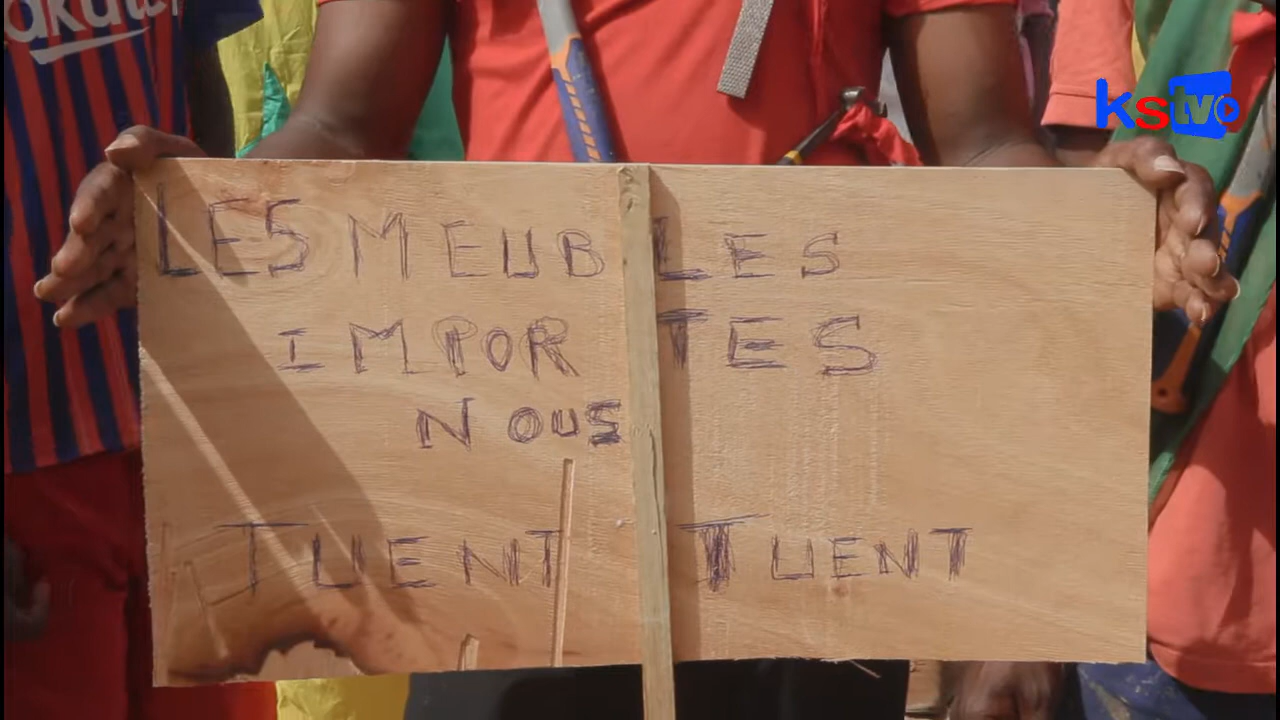 kstv
LES MEUBLES
IMPORTES
NOUS
TUENT TUENT